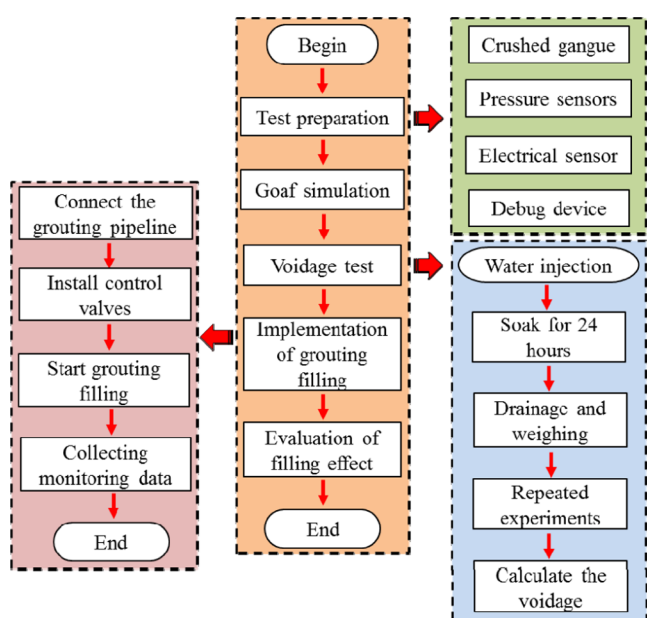 Begin
Test preparation
Goaf simulation
Voidage test
Implementation
of grouting
filling
Evaluation of
filling effect
End
Crushed gangue
Pressure sensors
Electrical sensor
Debug device
Water injection
Soak for 24
hours
Drainage and
weighing
Repeated
experiments
Calculate the
voidage
Connect the
grouting pipeline
Install control
valves
Start grouting
filling
Collecting
monitoring data
End